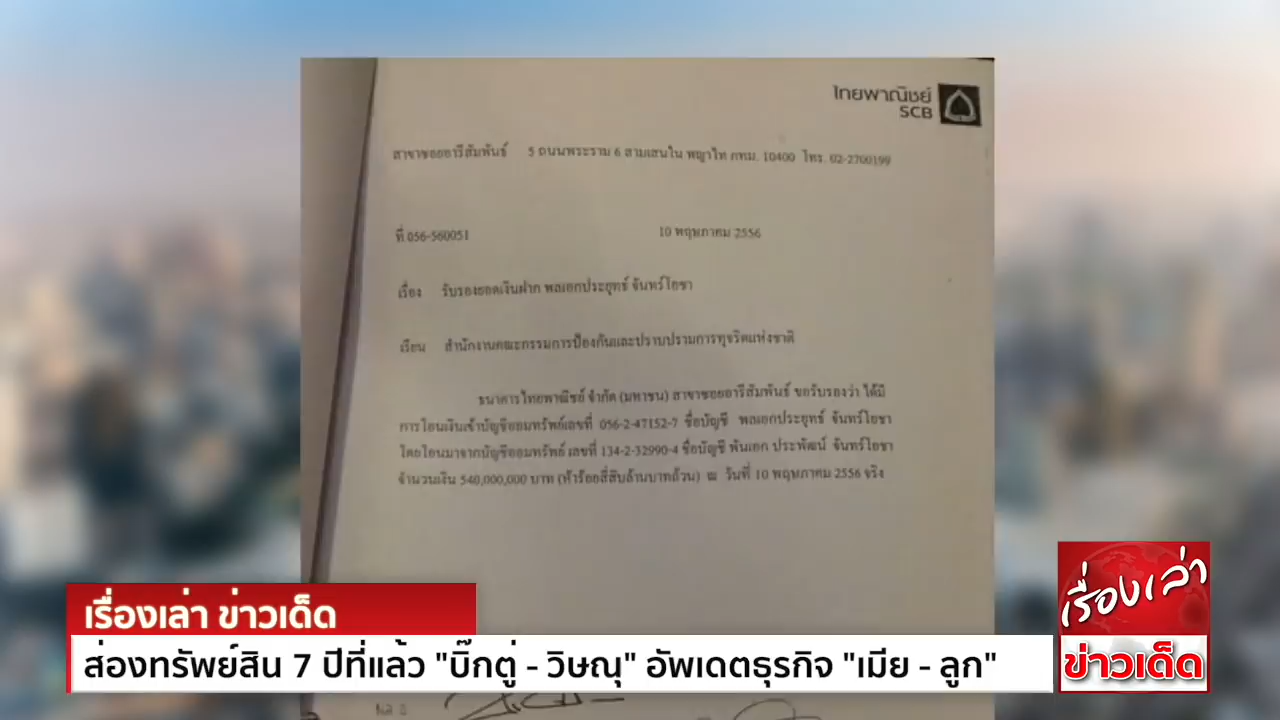 ไทยพาณิชย์
SCB
สาขาซอยอารีสัมพันธ์ 5 ถนนพระราม 6 สามเสนใน พญาไท กทม. 10400 โทร. 02-2700199
ที่ 056-560051 10 พฤษภาคม 2556
เรื่อง รับรองยอดเงินฝาก พลเอกประยุทธ์ จันทร์โอชา
เรียน สำนักงานคณะกรรมการป้องกันและปราบปรามการทุจริตแห่งชาติ
ธนาคารไทยพาณิชย์ จำกัด (มหาชน) สาขาซอยอารีสัมพันธ์ ขอรับรองว่า ได้มี
การโอนเงินเข้าบัญชีออมทรัพย์เลขที่ 056-2-47152-7 ชื่อบัญชี พลเอกประยุทธ์ จันทร์โอชา
โดยโอนมาจากบัญชีออมทรัพย์ เลขที่ 134-2-32990-4 ชื่อบัญชี พันเอก ประพัฒน์ จันทร์โอชา
จำนวนเงิน 540,000,000 บาท (ห้าร้อยสี่สิบล้านบาทถ้วน) ณ วันที่ 10 พฤษภาคม 2556 จริง
เรื่องเล่า ข่าวเด็ด
ส่องทรัพย์สิน 7 ปีที่แล้ว "บิ๊กตู่ - วิษณุ" อัพเดตธุรกิจ "เมีย - ลูก"
เรื่องเล่า
ข่าวเด็ด